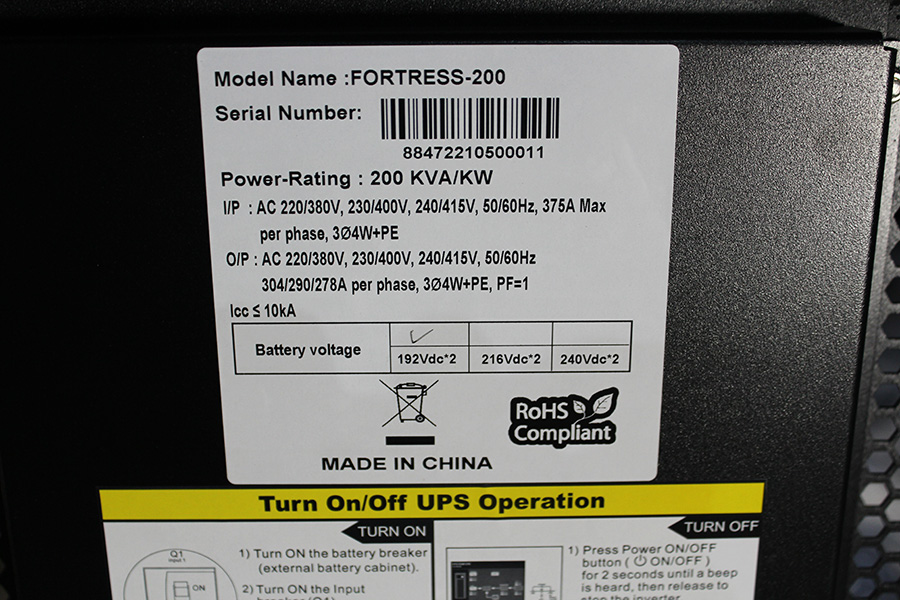 Model Name :FORTRESS-200
Serial Number:
88472210500011
Power-Rating : 200 KVA/KW
I/P : AC 220/380V, 230/400V, 240/415V, 50/60Hz, 375A Max
per phase, 3Ø4W+PE
O/P : AC 220/380V, 230/400V, 240/415V, 50/60Hz
304/290/278A per phase, 3Ø4W+PE, PF=1
Icc ≤ 10kA
Battery voltage
192Vdc*2 216Vdc*2 240Vdc*2
RoHS
Compliant
MADE IN CHINA
Turn On/Off UPS Operation
TURN ON
Q1
Input 1
ON
1) Turn ON the battery breaker
(external battery cabinet).
2) Turn ON the Input
TURN OFF
1) Press Power ON/OFF
button ( ⏻ ON/OFF )
for 2 seconds until a beep
is heard, then release to
stop the inverter.